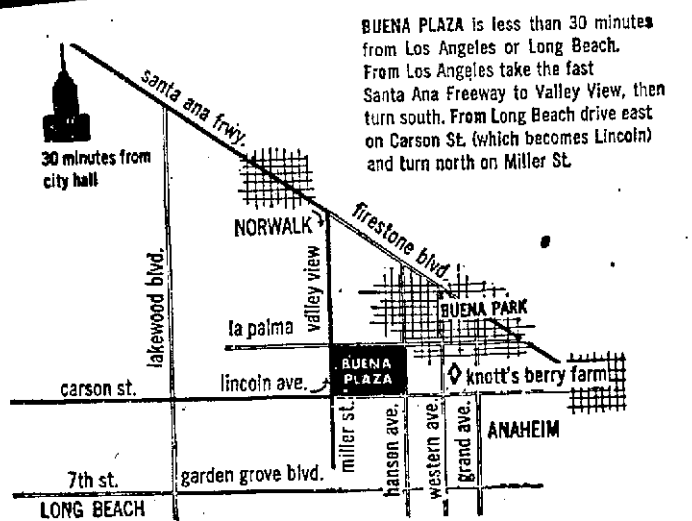 BUENA PLAZA is less than 30 minutes
from Los Angeles or Long Beach.
From Los Angeles take the fast
Santa Ana Freeway to Valley View, then
turn south. From Long Beach drive east
on Carson St. (which becomes Lincoln)
and turn north on Miller St.
santa ana frwy.
30 minutes from
city hall
NORWALK
firestone blvd.
lakewood blvd.
valley view
BUENA PARK
la palma
BUENA
PLAZA
knott's berry farm
lincoln ave.
carson st.
miller st.
hanson ave.
western ave.
grand ave.
ANAHEIM
7th st.
garden grove blvd.
LONG BEACH